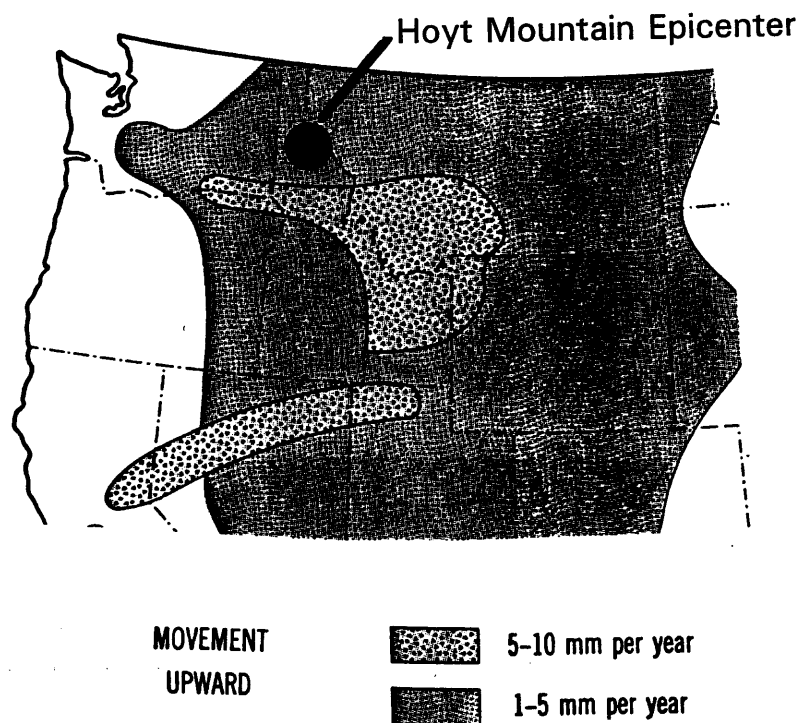 Hoyt Mountain Epicenter
MOVEMENT
UPWARD
5–10 mm per year
1–5 mm per year